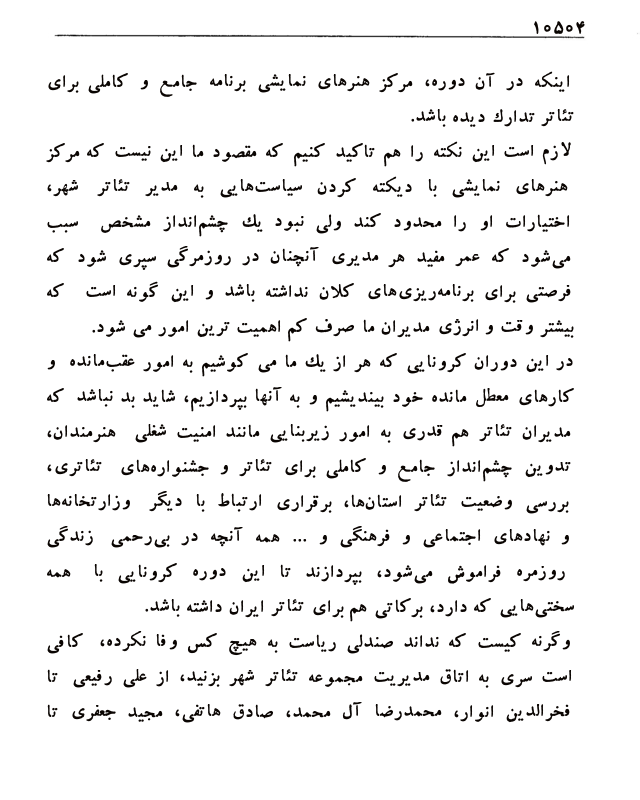 ۱۰۵۰۴
اینکه در آن دوره، مرکز هنرهای نمایشی برنامه جامع و کاملی برای
تئاتر تدارك دیده باشد.
لازم است این نکته را هم تاکید کنیم که مقصود ما این نیست که مرکز
هنرهای نمایشی با دیکته کردن سیاست‌هایی به مدیر تئاتر شهر،
اختیارات او را محدود کند ولی نبود یك چشم‌انداز مشخص سبب
می‌شود که عمر مفید هر مدیری آنچنان در روزمرگی سپری شود که
فرصتی برای برنامه‌ریزی‌های کلان نداشته باشد و این گونه است که
بیشتر وقت و انرژی مدیران ما صرف کم اهمیت ترین امور می شود.
در این دوران کرونایی که هر از یك ما می کوشیم به امور عقب‌مانده و
کارهای معطل مانده خود بیندیشیم و به آنها بپردازیم، شاید بد نباشد که
مدیران تئاتر هم قدری به امور زیربنایی مانند امنیت شغلی هنرمندان،
تدوین چشم‌انداز جامع و کاملی برای تئاتر و جشنواره‌های تئاتری،
بررسی وضعیت تئاتر استان‌ها، برقراری ارتباط با دیگر وزارتخانه‌ها
و نهادهای اجتماعی و فرهنگی و ... همه آنچه در بی‌رحمی زندگی
روزمره فراموش می‌شود، بپردازند تا این دوره کرونایی با همه
سختی‌هایی که دارد، برکاتی هم برای تئاتر ایران داشته باشد.
وگرنه کیست که نداند صندلی ریاست به هیچ کس وفا نکرده، کافی
است سری به اتاق مدیریت مجموعه تئاتر شهر بزنید، از علی رفیعی تا
فخرالدین انوار، محمدرضا آل محمد، صادق هاتفی، مجید جعفری تا